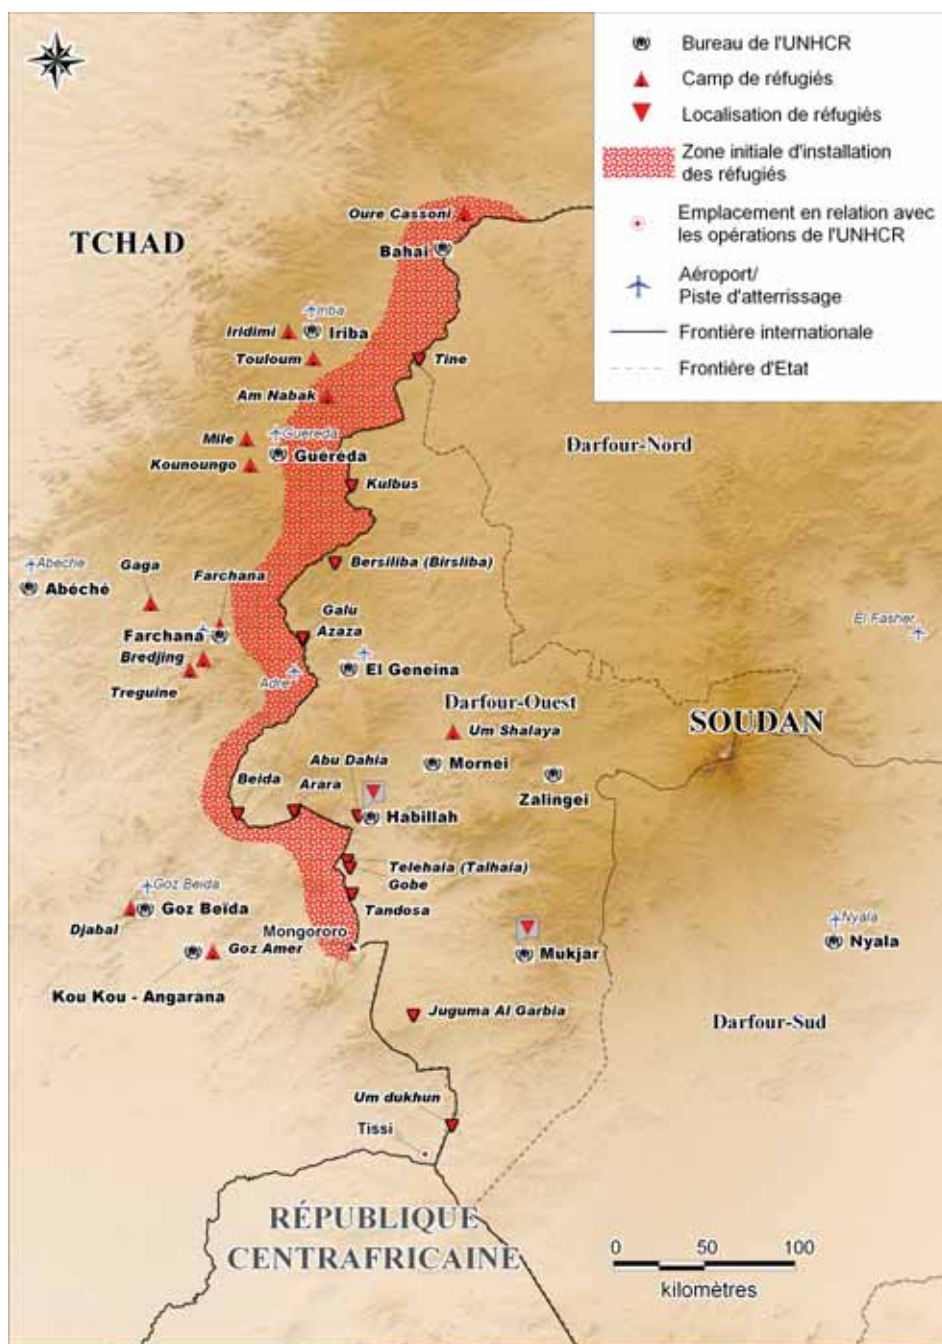 Bureau de l'UNHCR
Camp de réfugiés
Localisation de réfugiés
Zone initiale d'installation
des réfugiés
Emplacement en relation avec
les opérations de l'UNHCR
Aéroport/
Piste d'atterrissage
Frontière internationale
Frontière d'Etat
Oure Cassoni
TCHAD
Bahai
Iridimi
Iriba
Touloum
Tine
Am Nabak
Mile
Guereda
Guéréda
Kounoungo
Darfour-Nord
Kulbus
Abeche
Abéché
Gaga
Farchana
Bersiliba (Birsliba)
Galu
Azaza
Farchana
Bredjing
Treguine
El Fasher
El Geneina
Adre
Darfour-Ouest
Um Shalaya
SOUDAN
Mornei
Zalingei
Abu Dahia
Beida
Arara
Habillah
Telehaia (Talhaia)
Gobe
Tandosa
Goz Beida
Goz Beïda
Djabal
Mongororo
Goz Amer
Kou Kou - Angarana
Mukjar
Nyala
Nyala
Juguma Al Garbia
Darfour-Sud
Um dukhun
Tissi
RÉPUBLIQUE
CENTRAFRICAINE
0 50 100
kilomètres